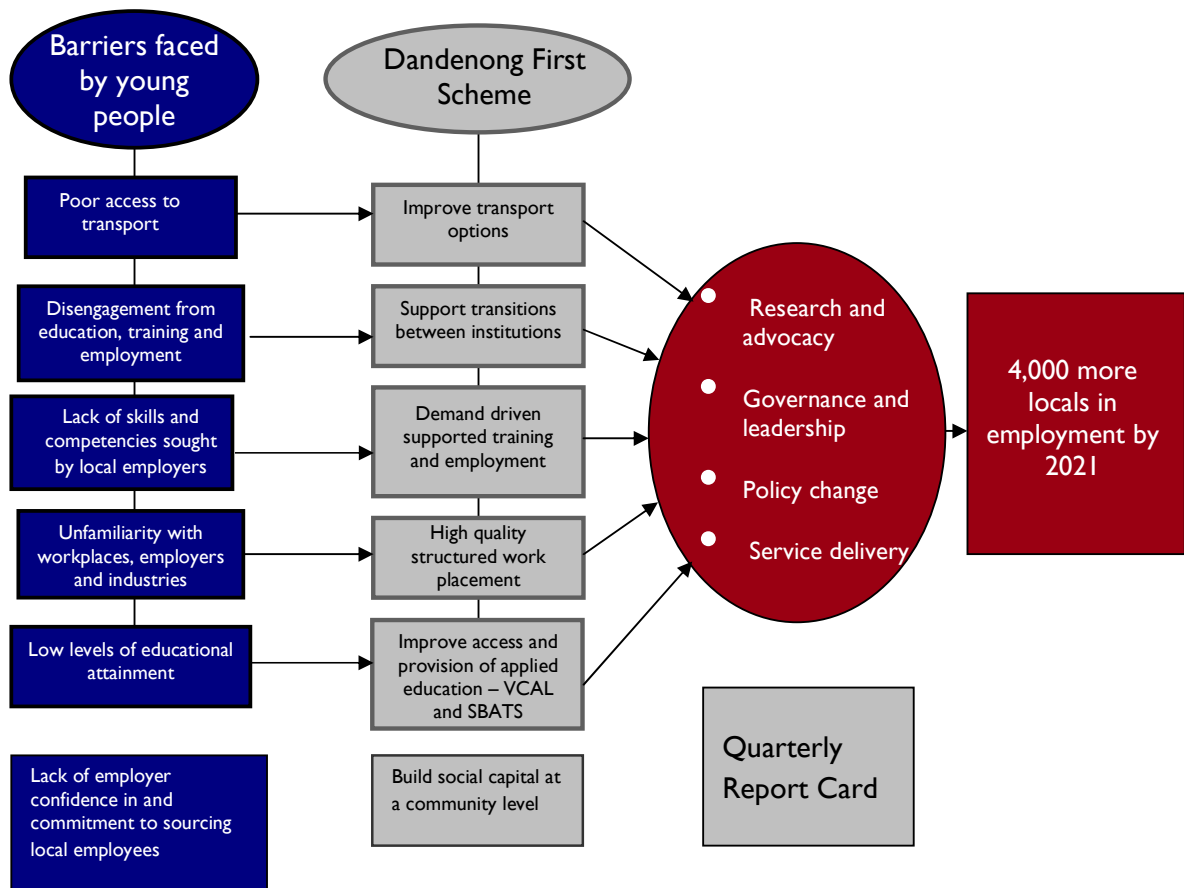 Barriers faced
by young
people
Poor access to
transport
Disengagement from
education, training and
employment
Lack of skills and
competencies sought
by local employers
Unfamiliarity with
workplaces, employers
and industries
Low levels of educational
attainment
Lack of employer
confidence in and
commitment to sourcing
local employees
Dandenong First
Scheme
Improve transport
options
Support transitions
between institutions
Demand driven
supported training
and employment
High quality
structured work
placement
Improve access and
provision of applied
education – VCAL
and SBATS
Build social capital at
a community level
Research and
advocacy
Governance and
leadership
Policy change
Service delivery
4,000 more
locals in
employment by
2021
Quarterly
Report Card